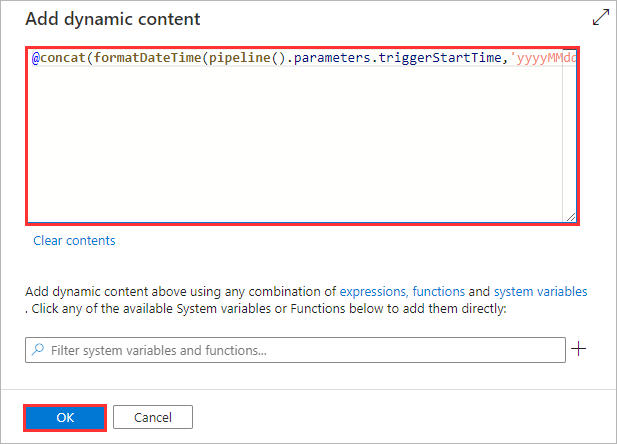 Add dynamic content
@concat(formatDateTime(pipeline().parameters.triggerStartTime,'yyyyMMdd
Clear contents
Add dynamic content above using any combination of expressions, functions and system variables
. Click any of the available System variables or Functions below to add them directly:
Filter system variables and functions...
OK
Cancel